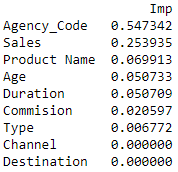 Imp
Agency_Code 0.547342
Sales 0.253935
Product Name 0.069913
Age 0.050733
Duration 0.050709
Commision 0.020597
Type 0.006772
Channel 0.000000
Destination 0.000000